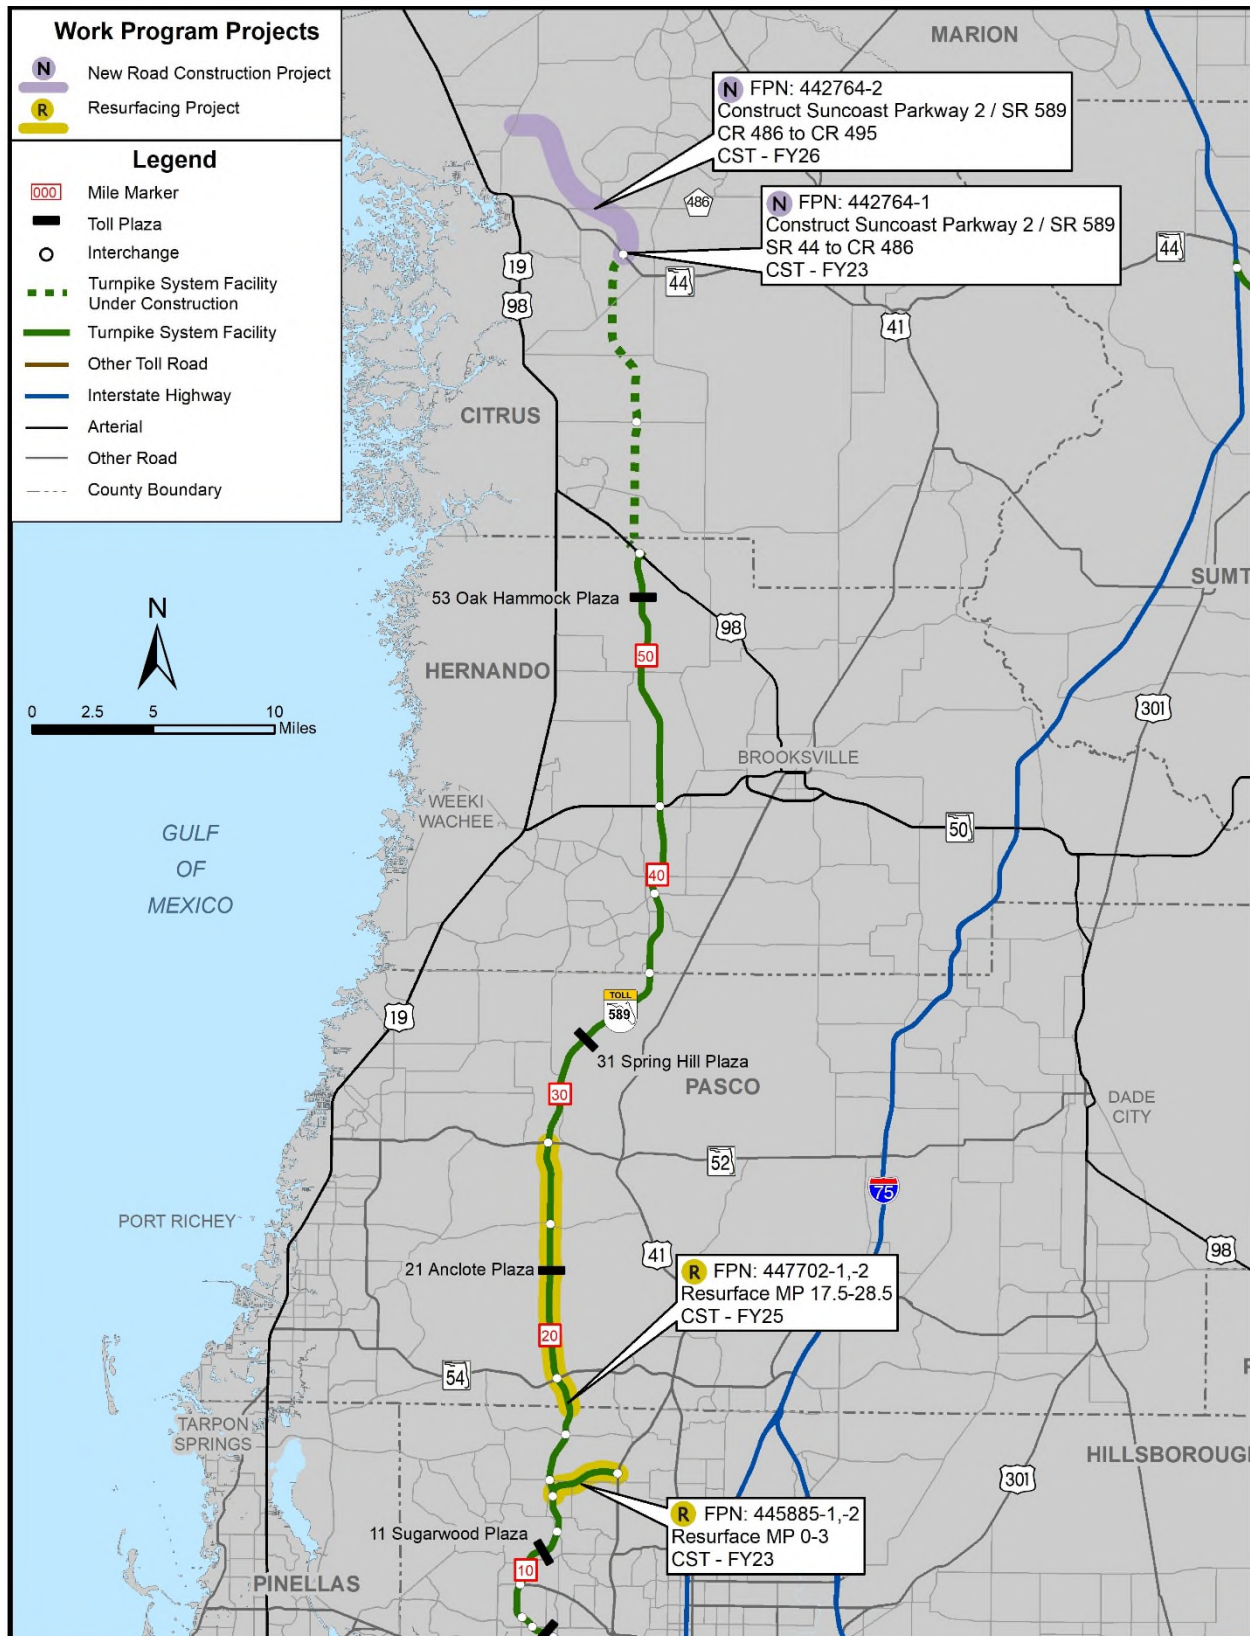 Work Program Projects
N New Road Construction Project
R Resurfacing Project
Legend
000 Mile Marker
Toll Plaza
Interchange
Turnpike System Facility
Under Construction
Turnpike System Facility
Other Toll Road
Interstate Highway
Arterial
Other Road
County Boundary
MARION
N FPN: 442764-2
Construct Suncoast Parkway 2 / SR 589
CR 486 to CR 495
CST - FY26
486
N FPN: 442764-1
Construct Suncoast Parkway 2 / SR 589
SR 44 to CR 486
CST - FY23
44
19
44
98
41
CITRUS
SUMT
53 Oak Hammock Plaza
N
98
50
HERNANDO
301
0 2.5 5 10
Miles
BROOKSVILLE
WEEKI
WACHEE
50
GULF
OF
MEXICO
40
TOLL
589
19
31 Spring Hill Plaza
PASCO
30
DADE
CITY
52
75
PORT RICHEY
41
98
21 Anclote Plaza
R FPN: 447702-1,-2
Resurface MP 17.5-28.5
CST - FY25
20
54
TARPON
SPRINGS
HILLSBOROUG
301
R FPN: 445885-1,-2
Resurface MP 0-3
CST - FY23
11 Sugarwood Plaza
10
PINELLAS